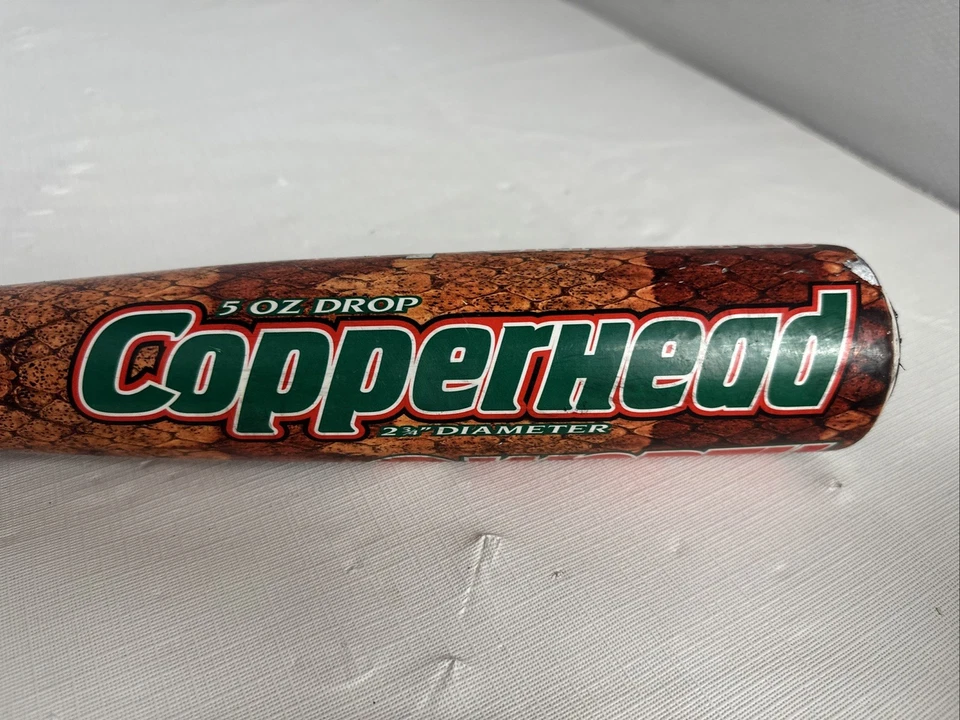 5 OZ DROP
Copperhead
2¾" DIAMETER